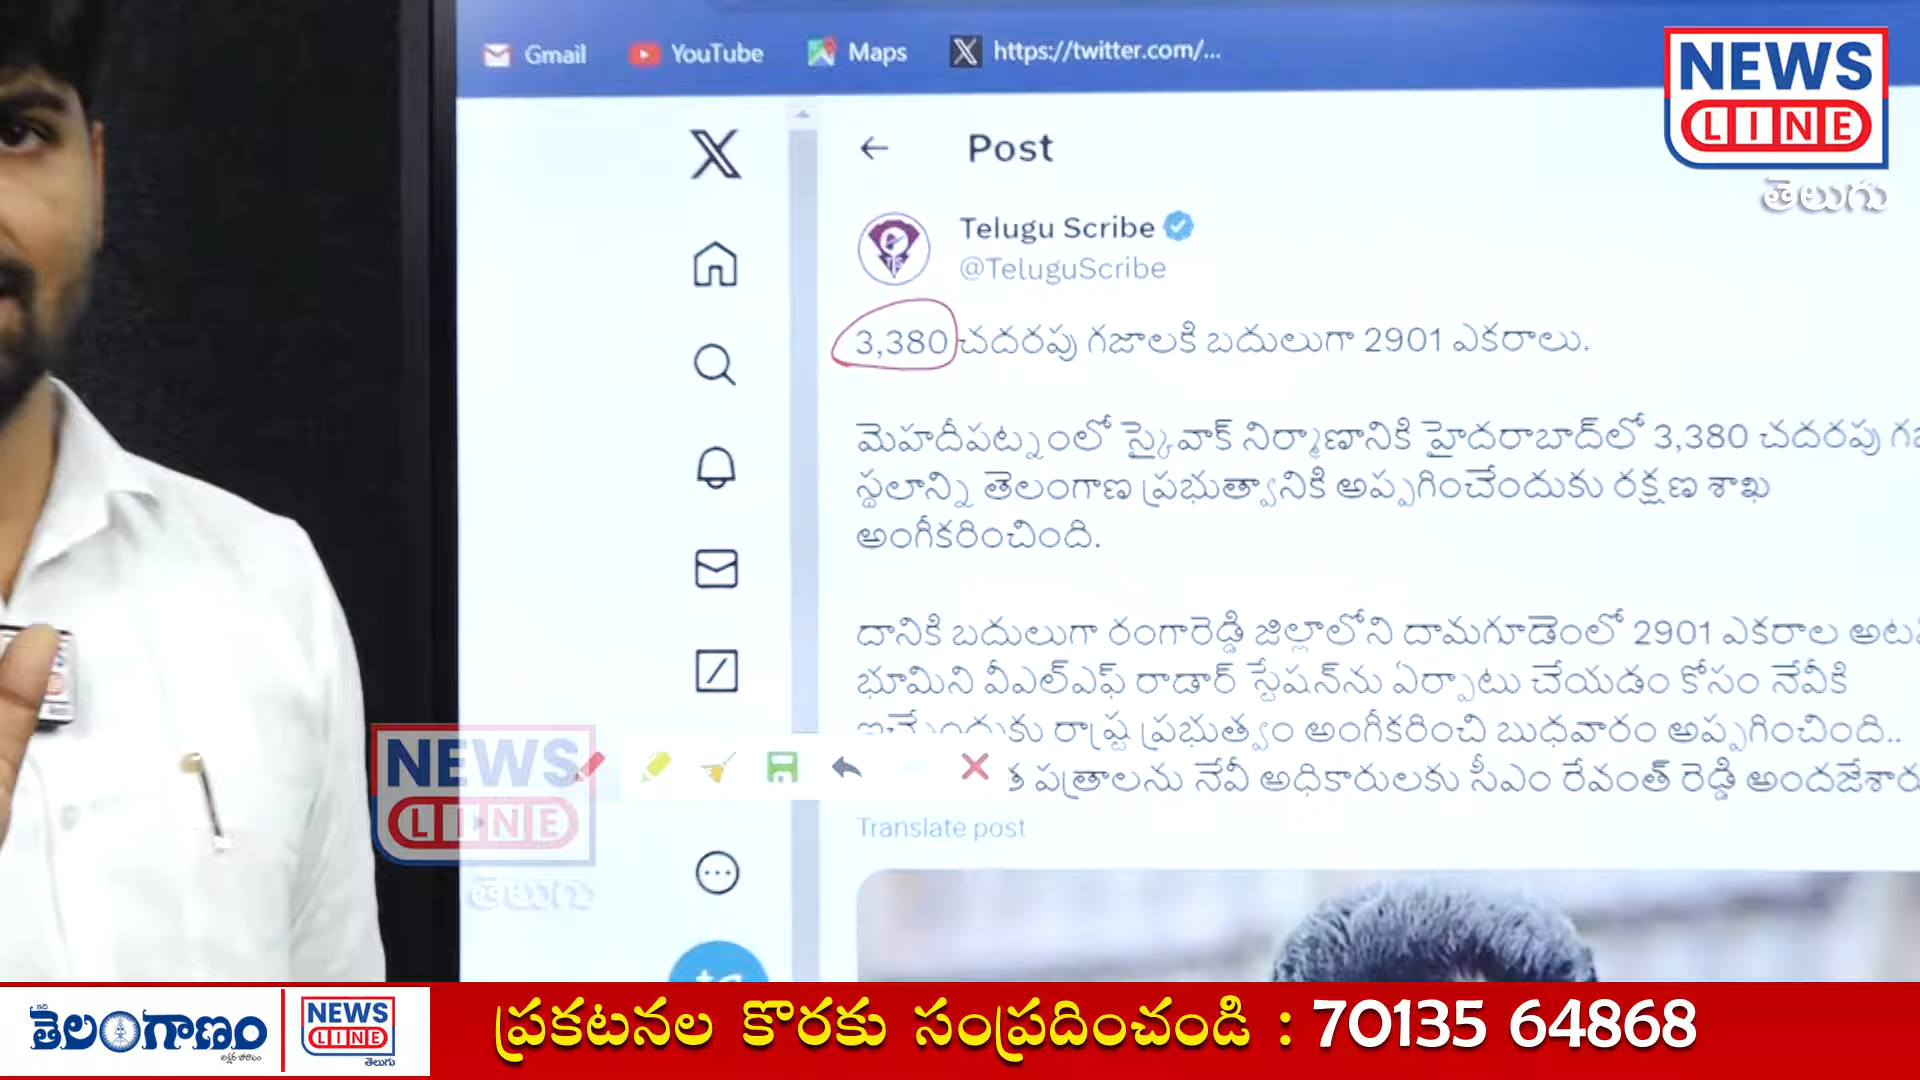 Gmail YouTube Maps https://twitter.com/...
NEWS
LINE
తెలుగు
Post
Telugu Scribe
@TeluguScribe
3,380 చదరపు గజాలకి బదులుగా 2901 ఎకరాలు.
మెహదీపట్నంలో స్కైవాక్ నిర్మాణానికి హైదరాబాద్‌లో 3,380 చదరపు
స్థలాన్ని తెలంగాణ ప్రభుత్వానికి అప్పగించేందుకు రక్షణ శాఖ
అంగీకరించింది.
దానికి బదులుగా రంగారెడ్డి జిల్లాలోని దామగూడెంలో 2901 ఎకరాల
భూమిని వీఎల్ఎఫ్ రాడార్ స్టేషన్‌ను ఏర్పాటు చేయడం కోసం నేవీకి
రాష్ట్ర ప్రభుత్వం అంగీకరించి బుధవారం అప్పగించింది..
పత్రాలను నేవీ అధికారులకు సీఎం రేవంత్ రెడ్డి
NEWS
LINE
తెలుగు
Translate post
తెలంగాణం
NEWS
LINE
తెలుగు
ప్రకటనల కొరకు సంప్రదించండి : 70135 64868